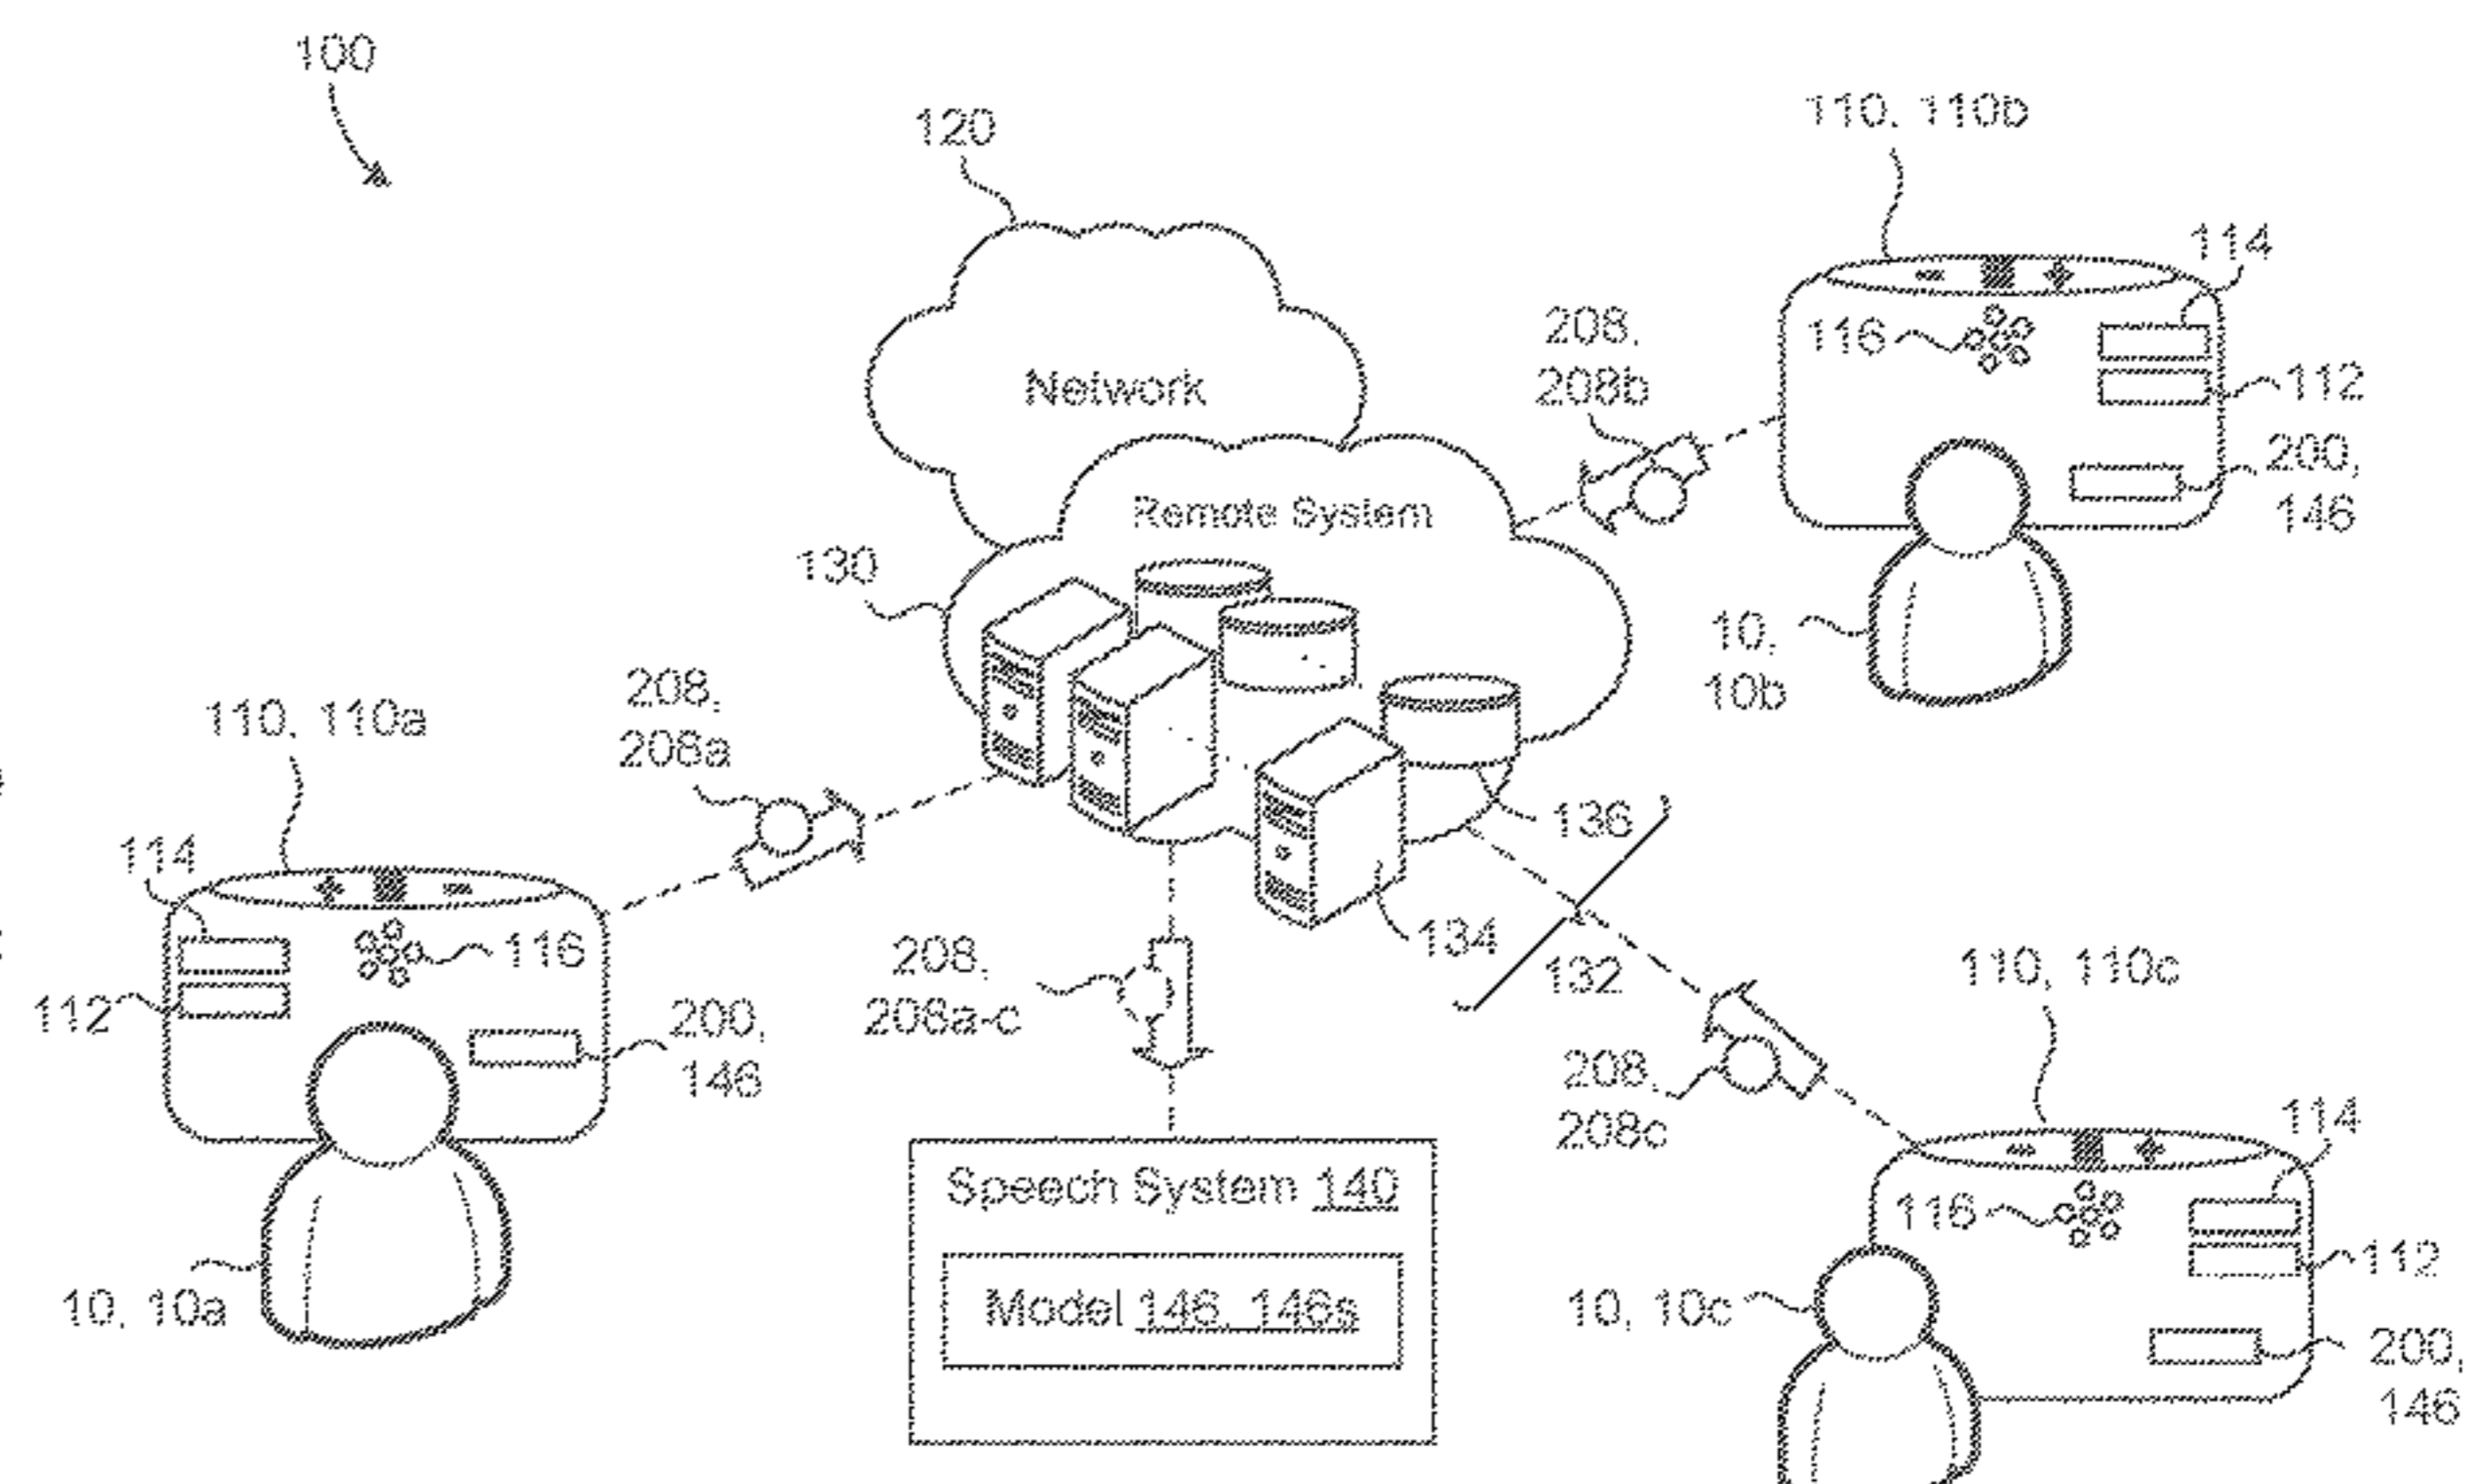 100
120
110, 110b
114
116
112
208,
208b
200,
146
Network
Remote System
130
10,
10b
208,
208a
110, 110a
114
116
112
200,
146
10, 10a
136
134
132
208,
208a-c
110, 110c
208,
208c
114
116
112
10, 10c
200,
146
Speech System 140
Model 146, 146s